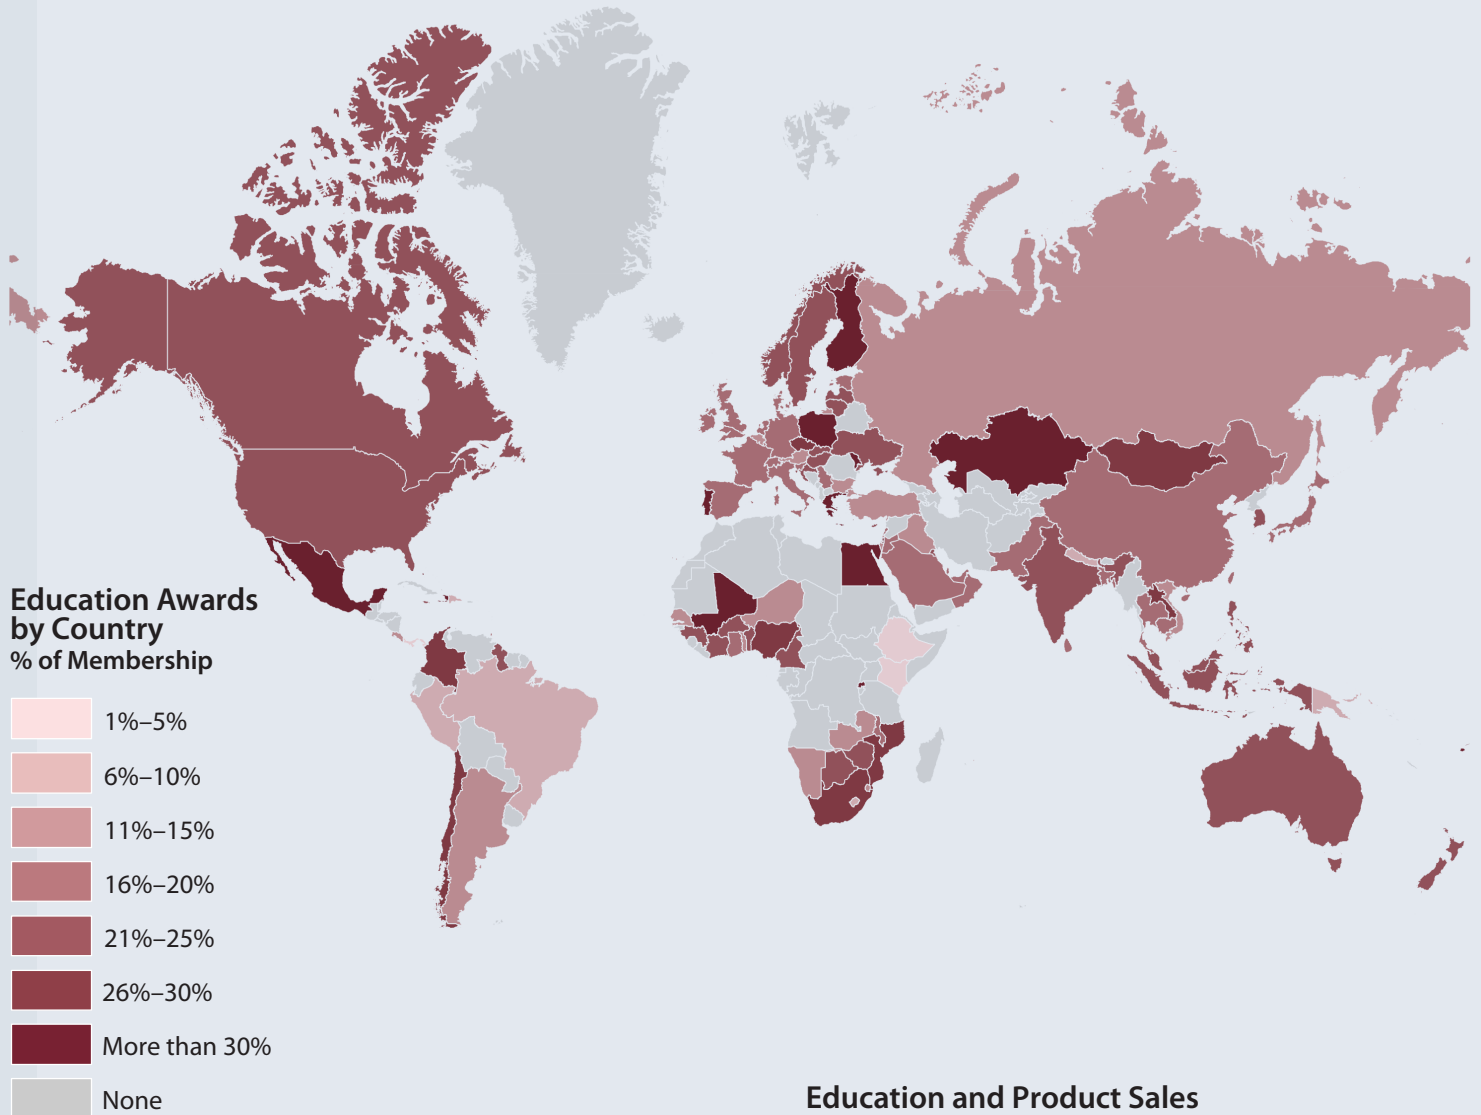 Education Awards
by Country
% of Membership
1%–5%
6%–10%
11%–15%
16%–20%
21%–25%
26%–30%
More than 30%
None
Education and Product Sales